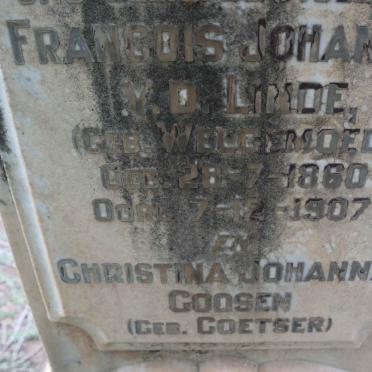 FRANCOIS JOHAN
V.D. LINDE,
(GEB. WELGEMOED
GEB. 28-7-1860
OORL. 7-12-1907
EN
CHRISTINA JOHANNA
GOOSEN
(GEB. COETSER)